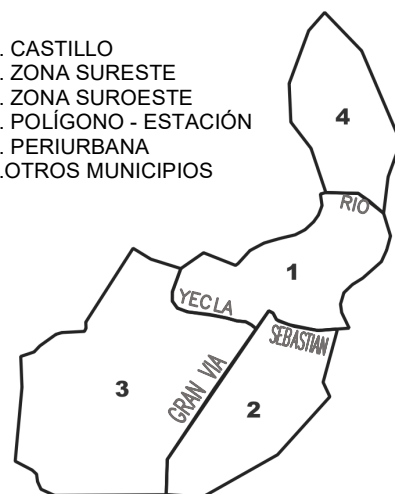 . CASTILLO
. ZONA SURESTE
. ZONA SUROESTE
. POLÍGONO - ESTACIÓN
. PERIURBANA
.OTROS MUNICIPIOS
4
RIO
1
YECLA
SEBASTIAN
GRAN VIA
3
2